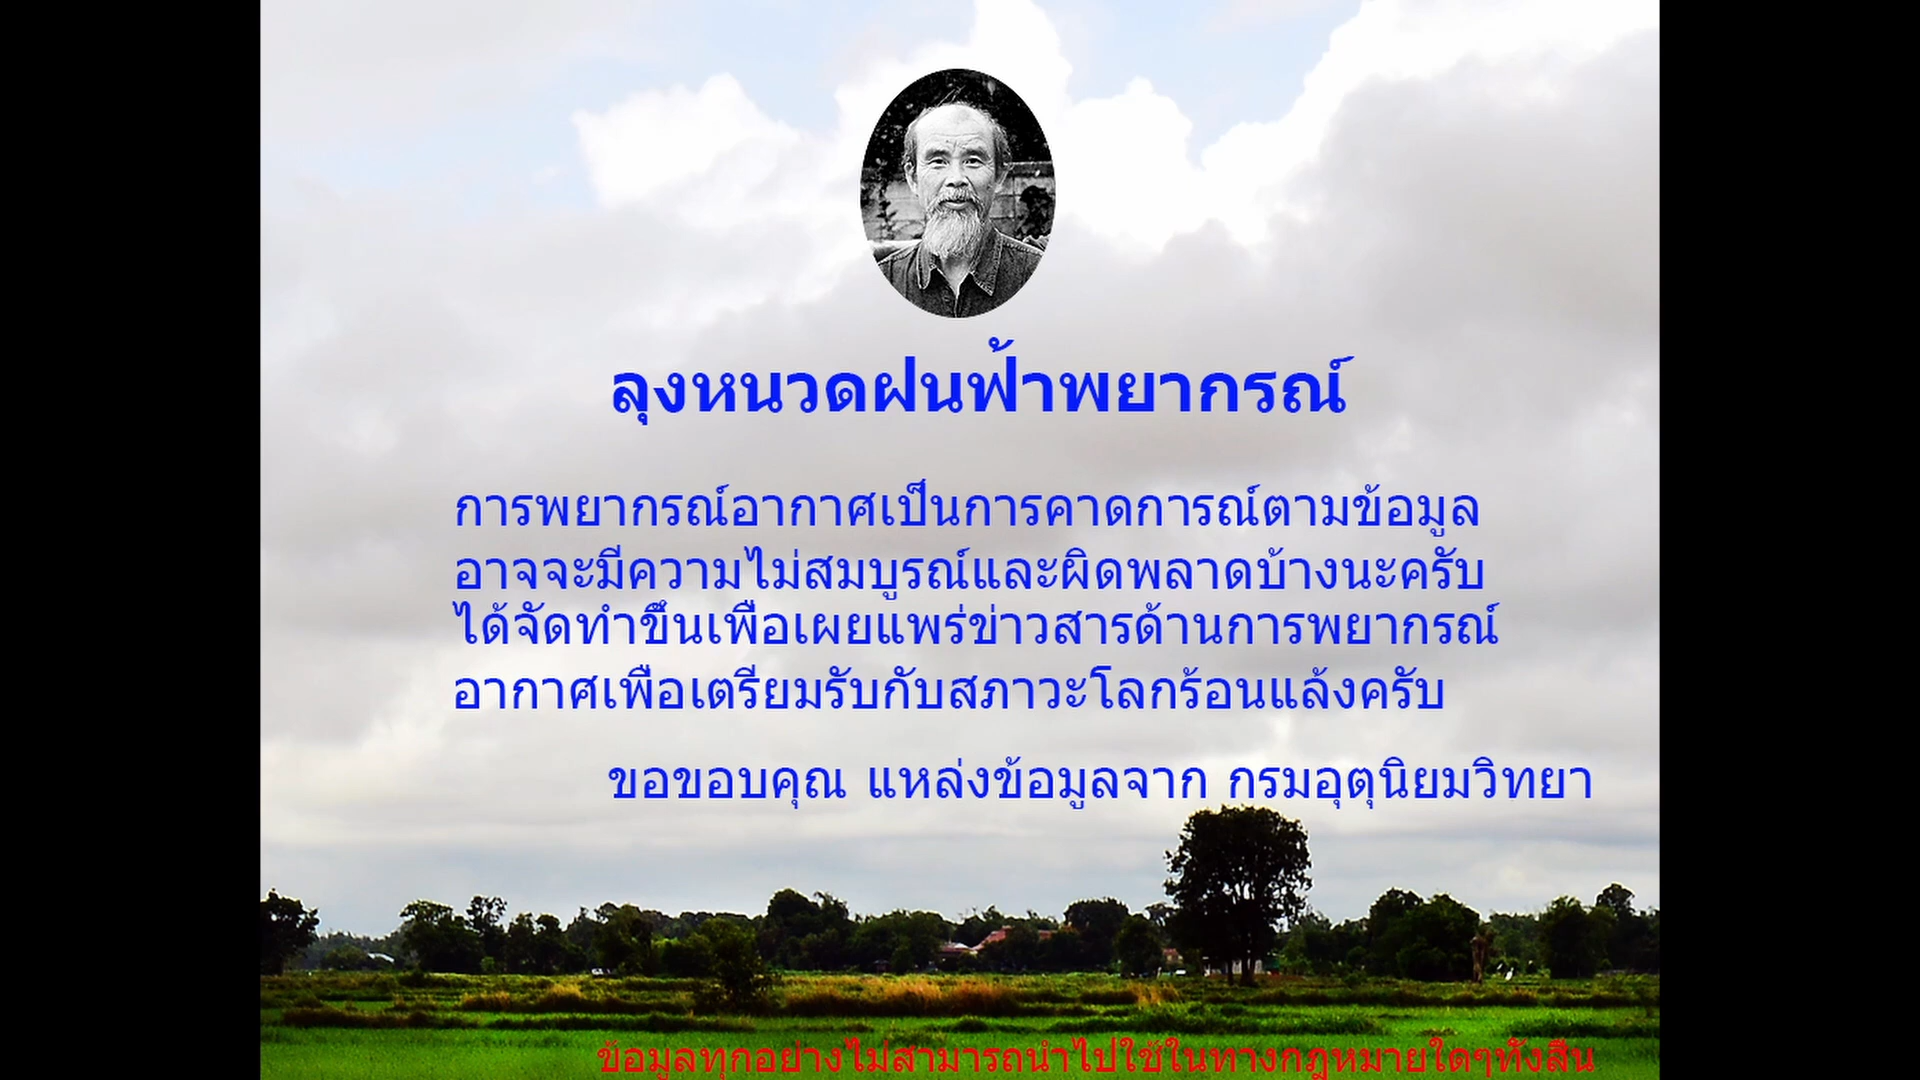 ลุงหนวดฝนฟ้าพยากรณ์
การพยากรณ์อากาศเป็นการคาดการณ์ตามข้อมูล
อาจจะมีความไม่สมบูรณ์และผิดพลาดบ้างนะครับ
ได้จัดทำขึ้นเพื่อเผยแพร่ข่าวสารด้านการพยากรณ์
อากาศเพื่อเตรียมรับกับสภาวะโลกร้อนแล้งครับ
ขอขอบคุณ แหล่งข้อมูลจาก กรมอุตุนิยมวิทยา
ข้อมูลทุกอย่างไม่สามารถนำไปใช้ในทางกฎหมายใดๆทั้งสิ้น